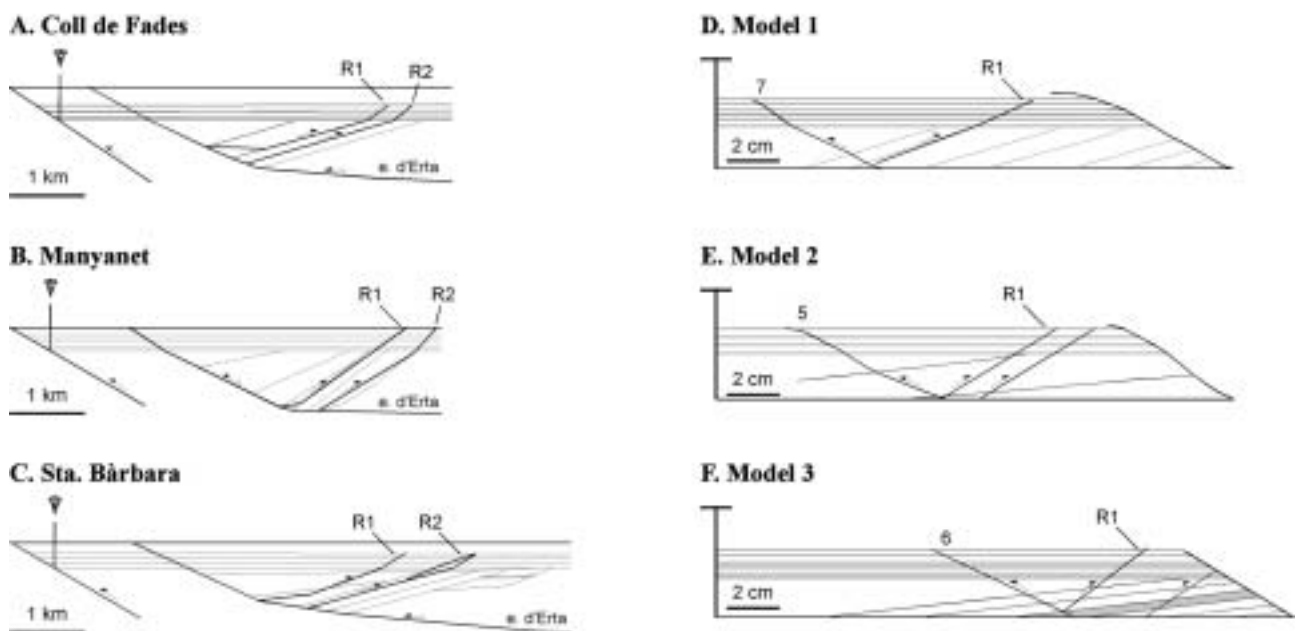 A. Coll de Fades
R1
R2
1 km
e. d'Erta
B. Manyanet
R1
R2
1 km
e. d'Erta
C. Sta. Bàrbara
R1
R2
1 km
e. d'Erta
D. Model 1
7
R1
2 cm
E. Model 2
5
R1
2 cm
F. Model 3
6
R1
2 cm